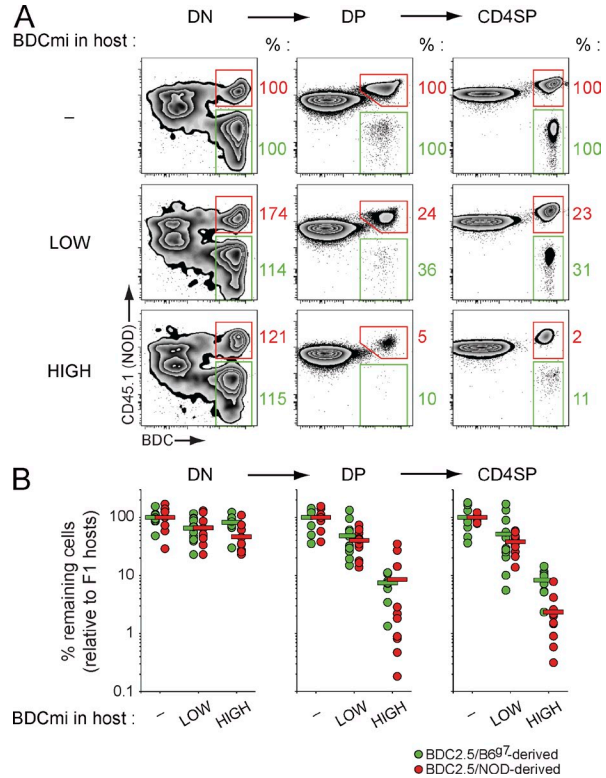 A
DN DP CD4SP
BDCmi in host : % : % : % :
–
100 100 100
100 100 100
LOW
174 24 23
114 36 31
HIGH
121 5 2
115 10 11
CD45.1 (NOD)
BDC
B
DN DP CD4SP
% remaining cells
(relative to F1 hosts)
100
10
1
0.1
BDCmi in host : – LOW HIGH – LOW HIGH – LOW HIGH
BDC2.5/B6g7-derived
BDC2.5/NOD-derived